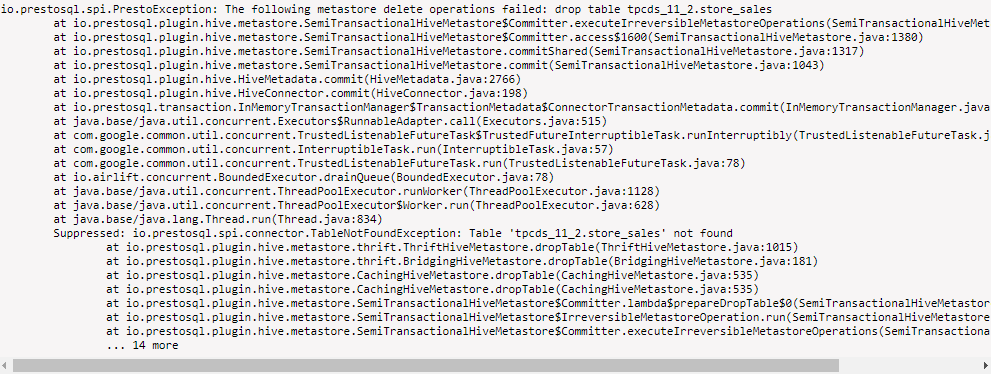 io.prestosql.spi.PrestoException: The following metastore delete operations failed: drop table tpcds_11_2.store_sales
at io.prestosql.plugin.hive.metastore.SemiTransactionalHiveMetastore$Committer.executeIrreversibleMetastoreOperations(SemiTransactionalHiveMet
at io.prestosql.plugin.hive.metastore.SemiTransactionalHiveMetastore$Committer.access$1600(SemiTransactionalHiveMetastore.java:1380)
at io.prestosql.plugin.hive.metastore.SemiTransactionalHiveMetastore.commitShared(SemiTransactionalHiveMetastore.java:1317)
at io.prestosql.plugin.hive.metastore.SemiTransactionalHiveMetastore.commit(SemiTransactionalHiveMetastore.java:1043)
at io.prestosql.plugin.hive.HiveMetadata.commit(HiveMetadata.java:2766)
at io.prestosql.plugin.hive.HiveConnector.commit(HiveConnector.java:198)
at io.prestosql.transaction.InMemoryTransactionManager$TransactionMetadata$ConnectorTransactionMetadata.commit(InMemoryTransactionManager.java
at java.base/java.util.concurrent.Executors$RunnableAdapter.call(Executors.java:515)
at com.google.common.util.concurrent.TrustedListenableFutureTask$TrustedFutureInterruptibleTask.runInterruptibly(TrustedListenableFutureTask.j
at com.google.common.util.concurrent.InterruptibleTask.run(InterruptibleTask.java:57)
at com.google.common.util.concurrent.TrustedListenableFutureTask.run(TrustedListenableFutureTask.java:78)
at io.airlift.concurrent.BoundedExecutor.drainQueue(BoundedExecutor.java:78)
at java.base/java.util.concurrent.ThreadPoolExecutor.runWorker(ThreadPoolExecutor.java:1128)
at java.base/java.util.concurrent.ThreadPoolExecutor$Worker.run(ThreadPoolExecutor.java:628)
at java.base/java.lang.Thread.run(Thread.java:834)
Suppressed: io.prestosql.spi.connector.TableNotFoundException: Table 'tpcds_11_2.store_sales' not found
at io.prestosql.plugin.hive.metastore.thrift.ThriftHiveMetastore.dropTable(ThriftHiveMetastore.java:1015)
at io.prestosql.plugin.hive.metastore.thrift.BridgingHiveMetastore.dropTable(BridgingHiveMetastore.java:181)
at io.prestosql.plugin.hive.metastore.CachingHiveMetastore.dropTable(CachingHiveMetastore.java:535)
at io.prestosql.plugin.hive.metastore.CachingHiveMetastore.dropTable(CachingHiveMetastore.java:535)
at io.prestosql.plugin.hive.metastore.SemiTransactionalHiveMetastore$Committer.lambda$prepareDropTable$0(SemiTransactionalHiveMetastor
at io.prestosql.plugin.hive.metastore.SemiTransactionalHiveMetastore$IrreversibleMetastoreOperation.run(SemiTransactionalHiveMetastore
at io.prestosql.plugin.hive.metastore.SemiTransactionalHiveMetastore$Committer.executeIrreversibleMetastoreOperations(SemiTransactiona
... 14 more